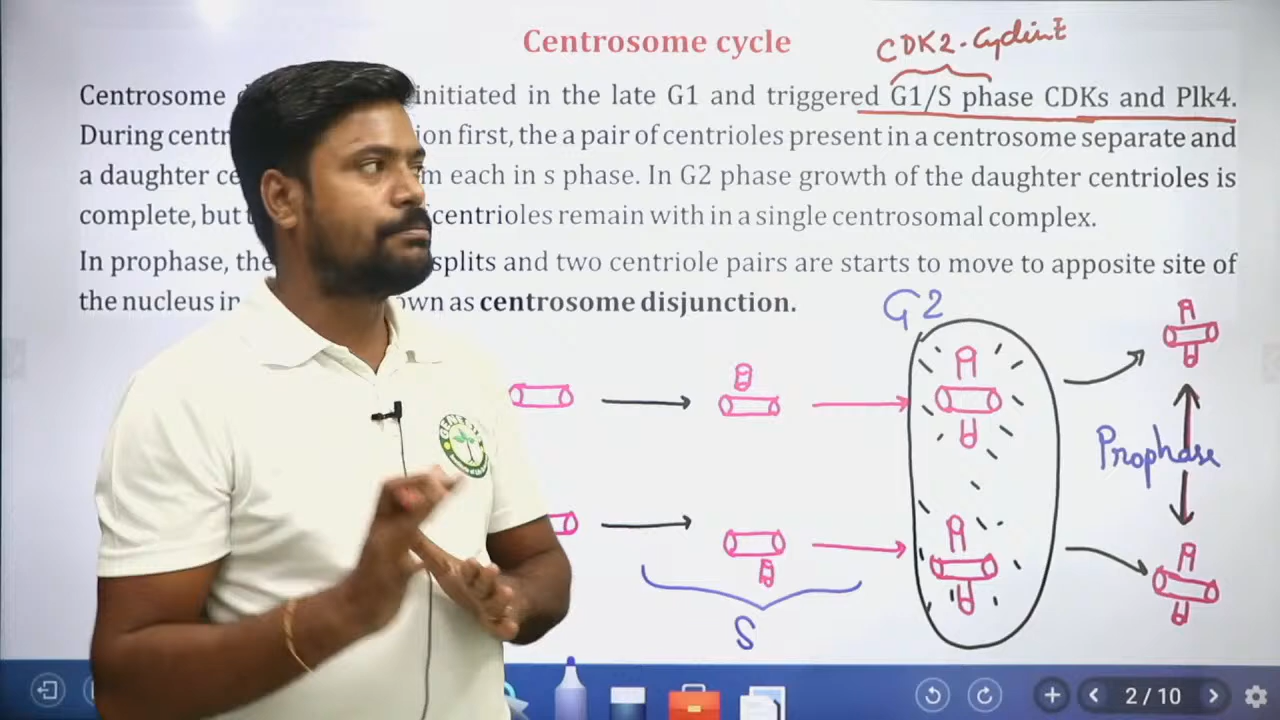 Centrosome cycle
CDK2-CyclinE
Centrosome initiated in the late G1 and triggered G1/S phase CDKs and Plk4.
During centr on first, the a pair of centrioles present in a centrosome separate and
a daughter ce m each in s phase. In G2 phase growth of the daughter centrioles is
complete, but centrioles remain with in a single centrosomal complex.
In prophase, the splits and two centriole pairs are starts to move to apposite site of
the nucleus in own as centrosome disjunction.
G2
Prophase
S
2 / 10